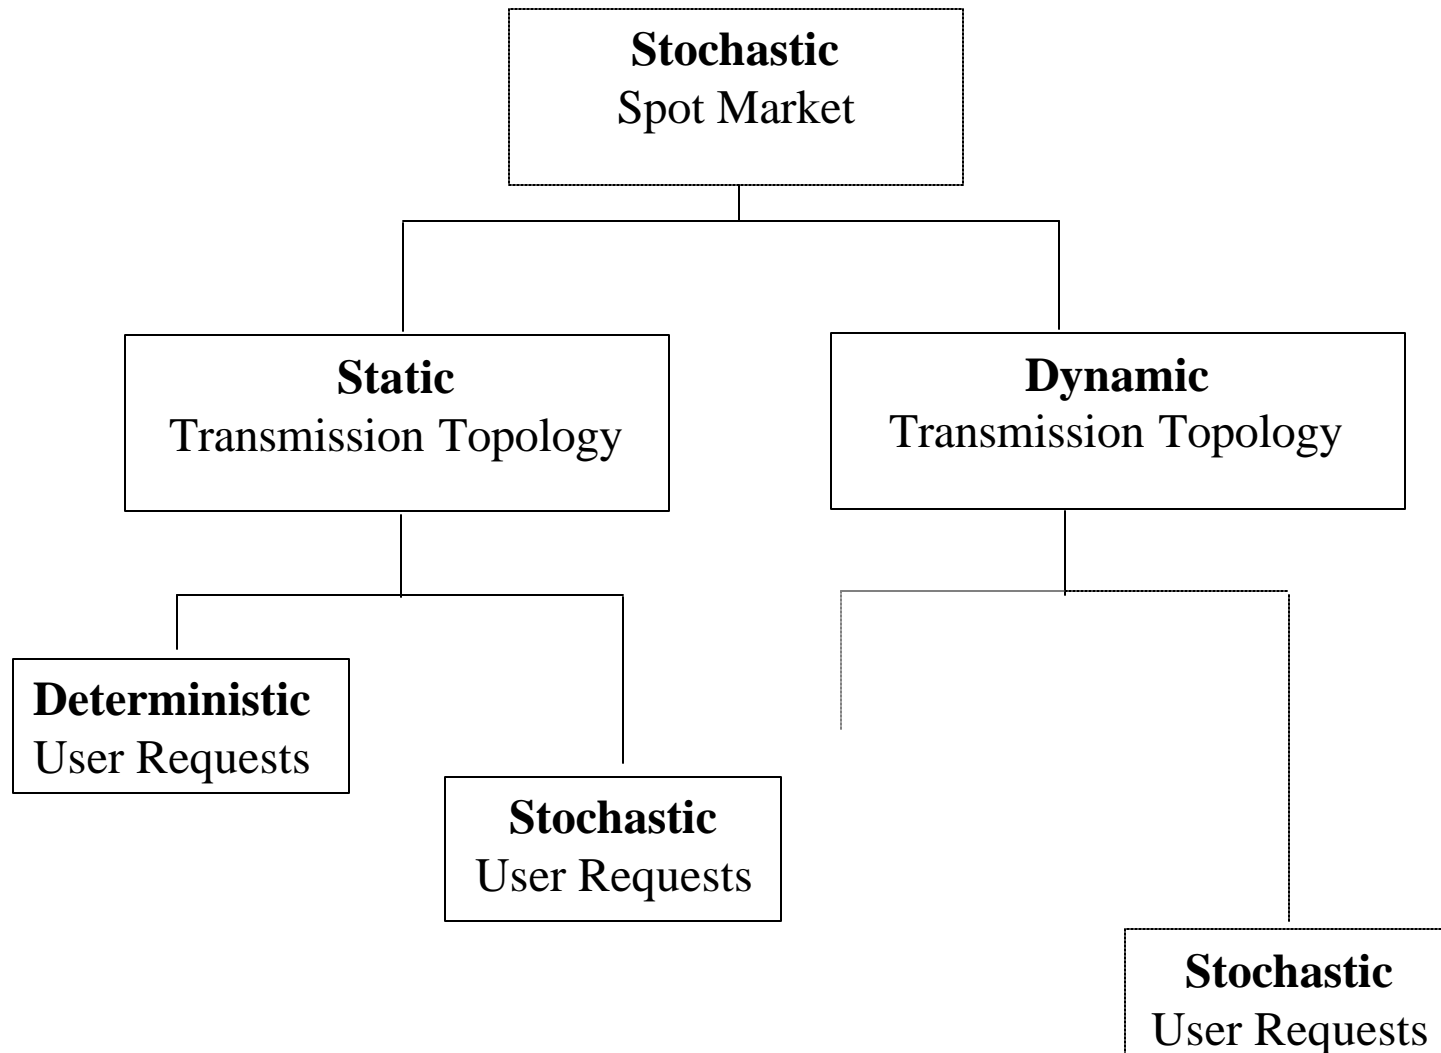 Stochastic
Spot Market
Static
Transmission Topology
Dynamic
Transmission Topology
Deterministic
User Requests
Stochastic
User Requests
Stochastic
User Requests